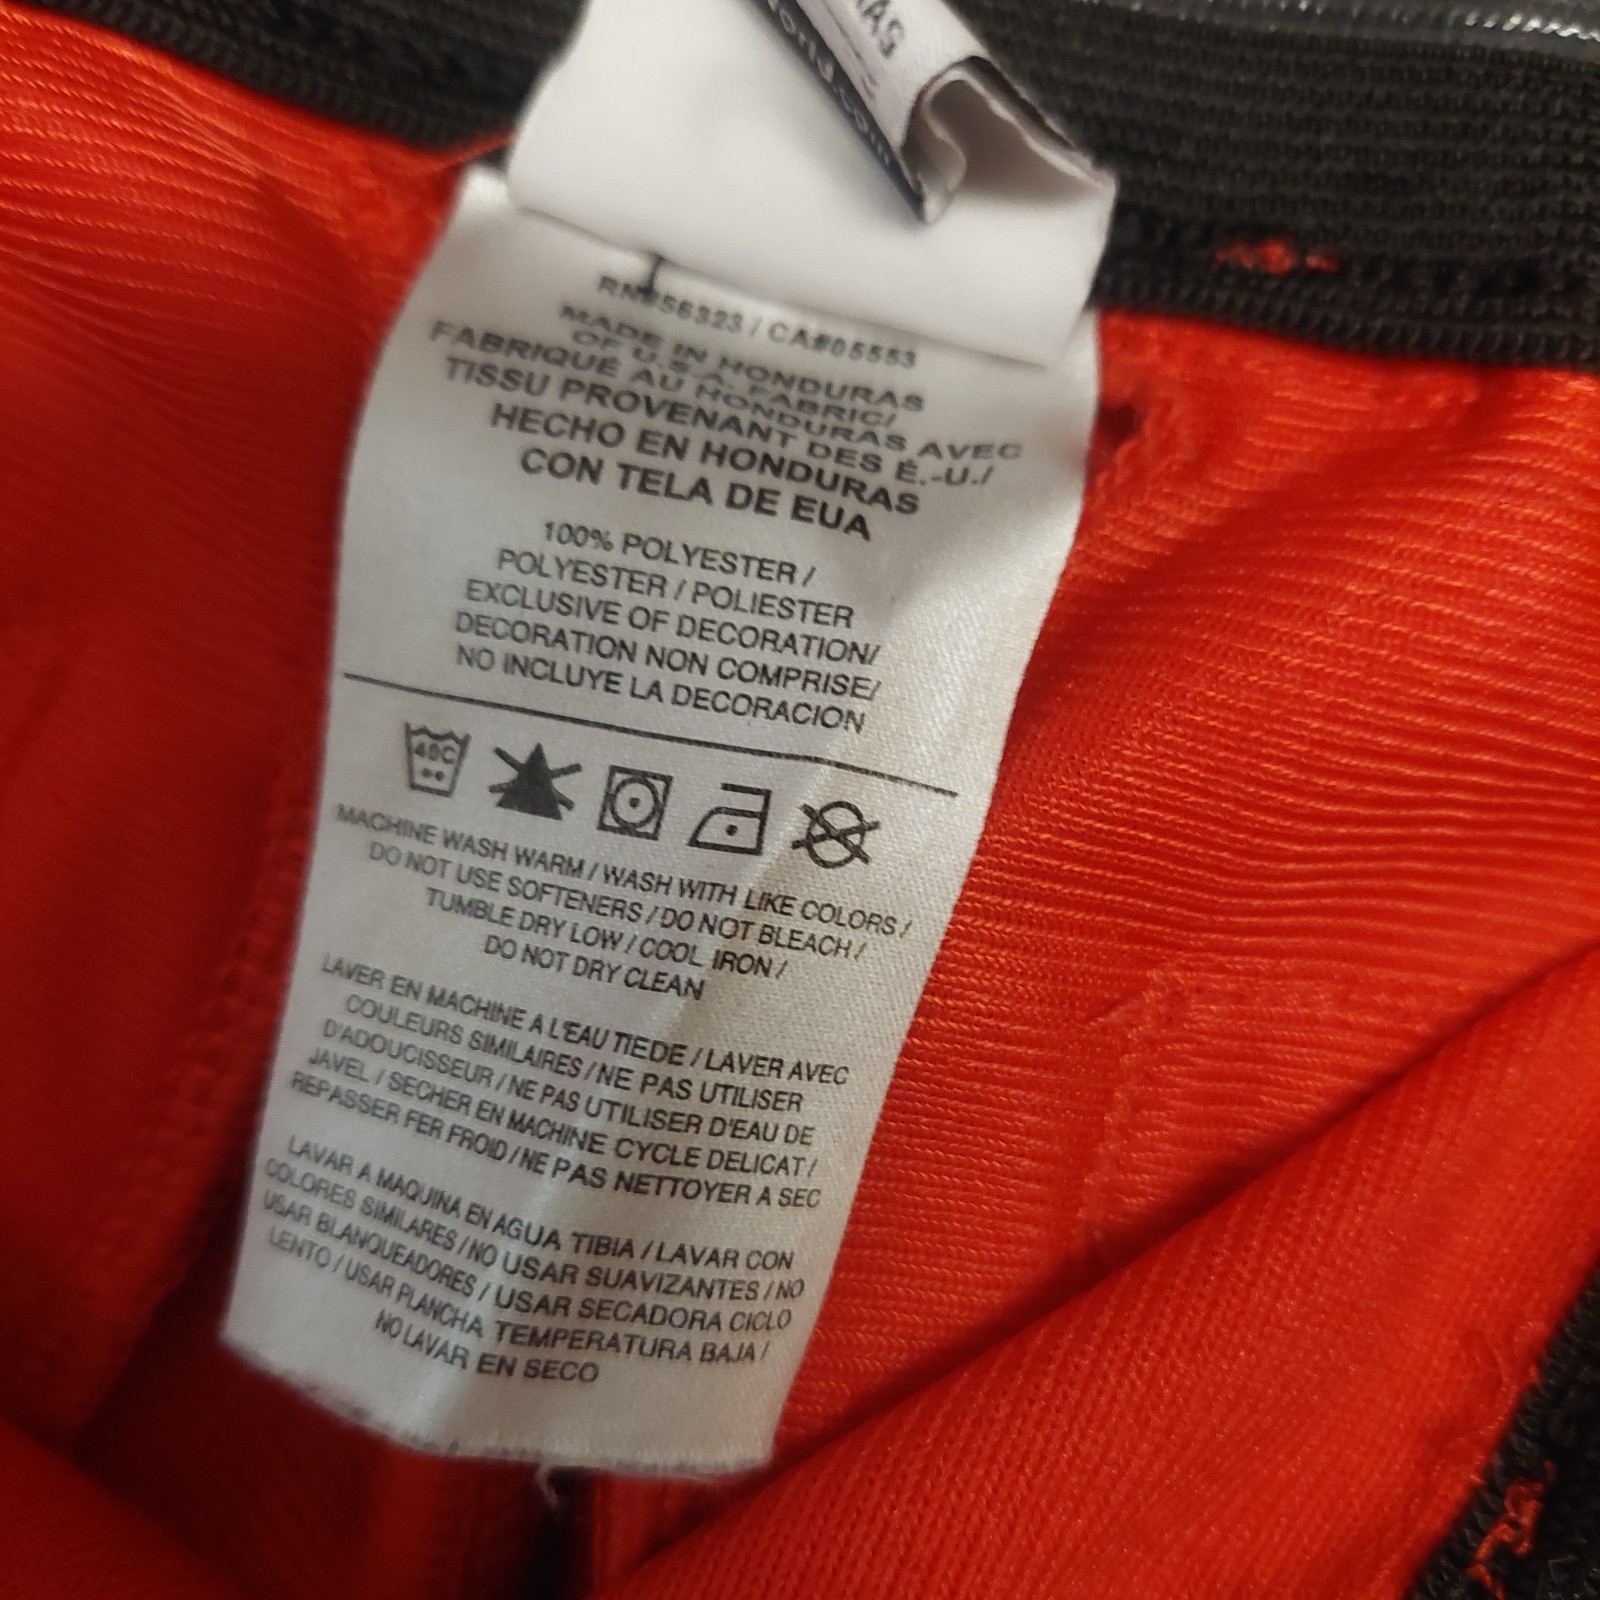 RN#56323 / CA#05553
MADE IN HONDURAS
OF U.S.A. FABRIC/
FABRIQUÉ AU HONDURAS AVEC
TISSU PROVENANT DES É.-U./
HECHO EN HONDURAS
CON TELA DE EUA
100% POLYESTER /
POLYESTER / POLIESTER
EXCLUSIVE OF DECORATION/
DECORATION NON COMPRISE/
NO INCLUYE LA DECORACION
40C
MACHINE WASH WARM / WASH WITH LIKE COLORS /
DO NOT USE SOFTENERS / DO NOT BLEACH /
TUMBLE DRY LOW / COOL IRON /
DO NOT DRY CLEAN
LAVER EN MACHINE A L'EAU TIEDE / LAVER AVEC
COULEURS SIMILAIRES / NE PAS UTILISER
D'ADOUCISSEUR / NE PAS UTILISER D'EAU DE
JAVEL / SECHER EN MACHINE CYCLE DELICAT /
REPASSER FER FROID / NE PAS NETTOYER A SEC
LAVAR A MAQUINA EN AGUA TIBIA / LAVAR CON
COLORES SIMILARES / NO USAR SUAVIZANTES / NO
USAR BLANQUEADORES / USAR SECADORA CICLO
LENTO / USAR PLANCHA TEMPERATURA BAJA /
NO LAVAR EN SECO